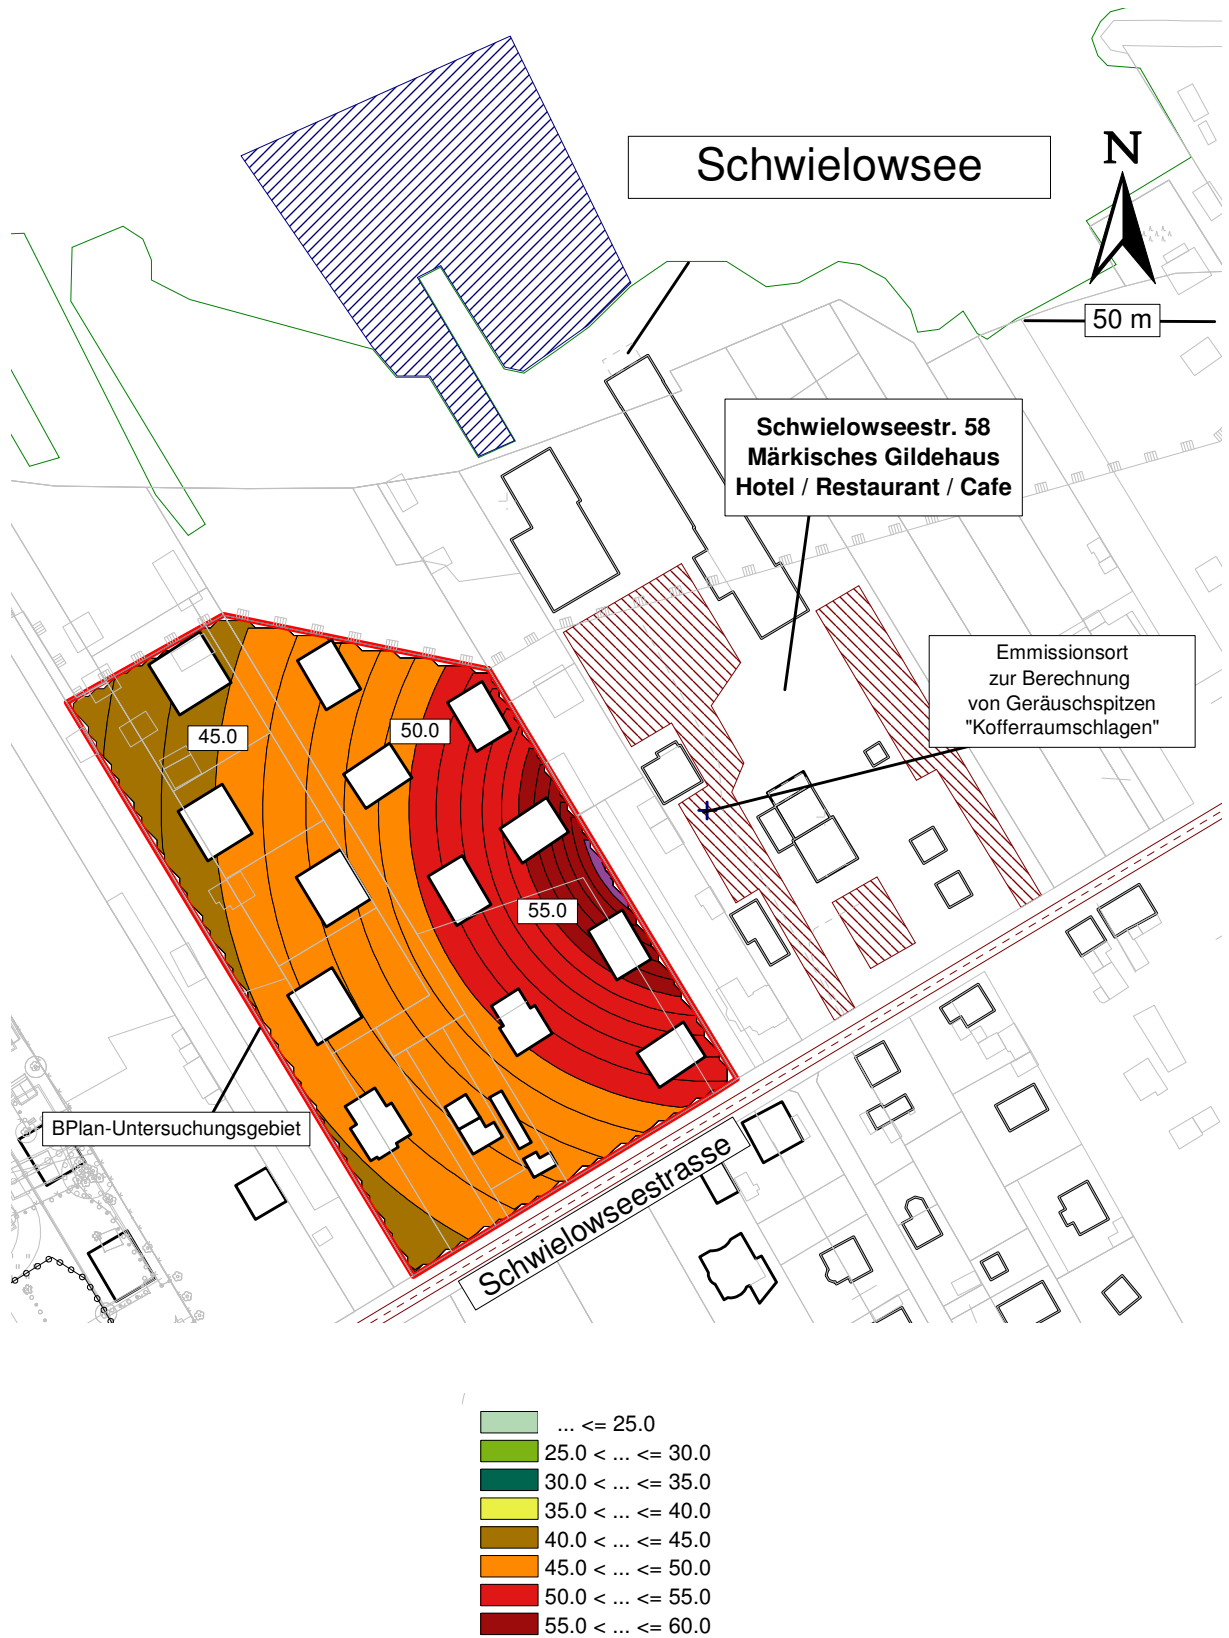 Schwielowsee
N
50 m
Schwielowseestr. 58
Märkisches Gildehaus
Hotel / Restaurant / Cafe
Emmissionsort
zur Berechnung
von Geräuschspitzen
"Kofferraumschlagen"
45.0
50.0
55.0
BPlan-Untersuchungsgebiet
Schwielowseestrasse
... <= 25.0
25.0 < ... <= 30.0
30.0 < ... <= 35.0
35.0 < ... <= 40.0
40.0 < ... <= 45.0
45.0 < ... <= 50.0
50.0 < ... <= 55.0
55.0 < ... <= 60.0